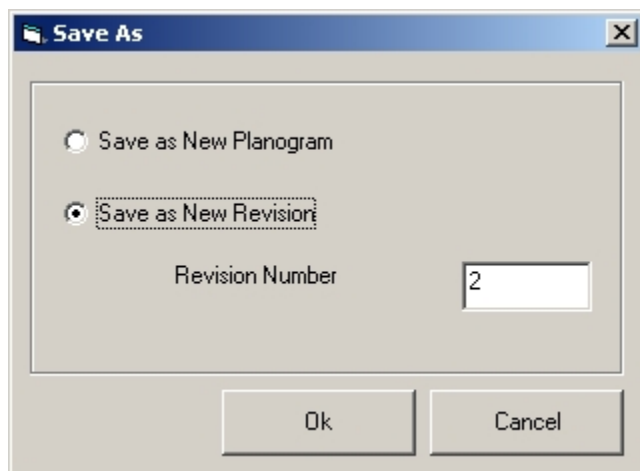 Save As
Save as New Planogram
Save as New Revision
Revision Number 2
Ok Cancel